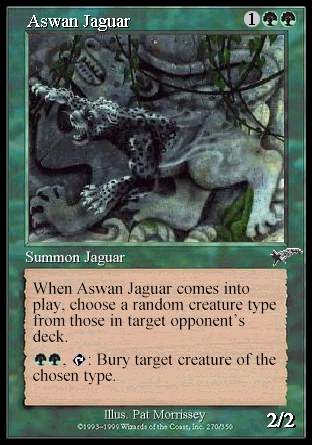 Aswan Jaguar 1
Summon Jaguar
When Aswan Jaguar comes into
play, choose a random creature type
from those in target opponent's
deck.
, : Bury target creature of the
chosen type.
Illus. Pat Morrissey
©1993-1999 Wizards of the Coast, Inc. 270/350
2/2